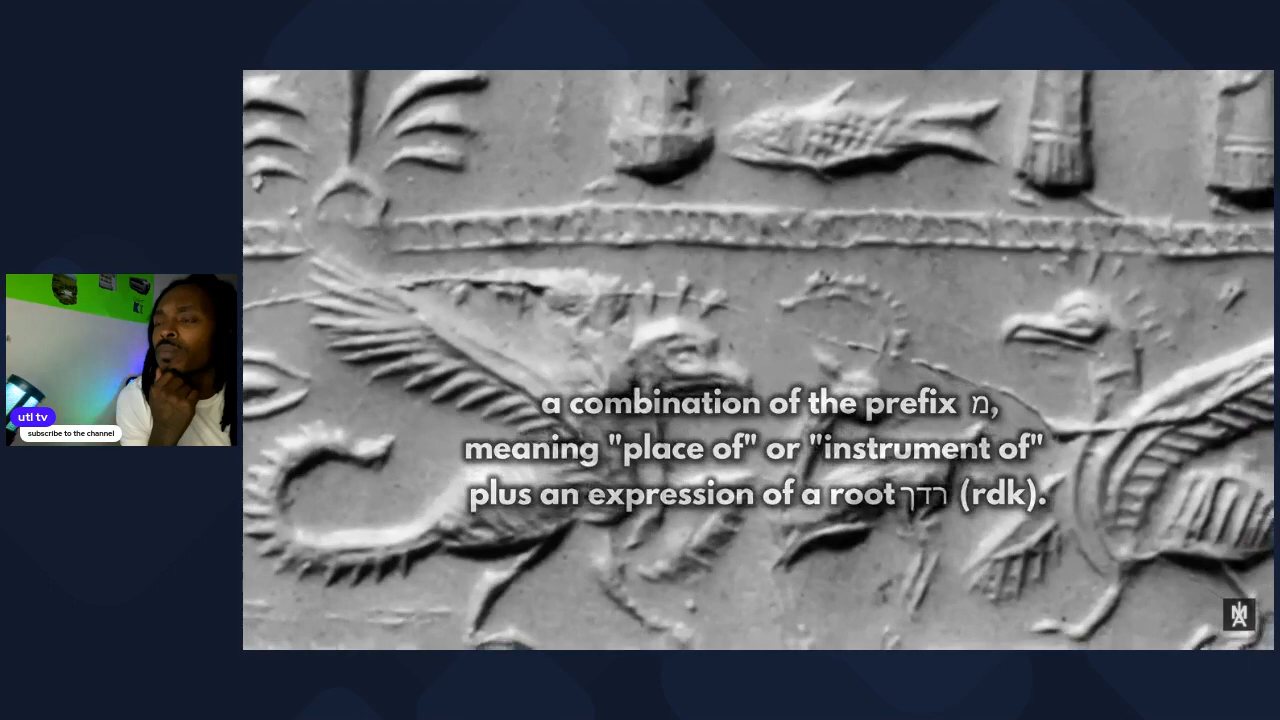 a combination of the prefix מ,
meaning "place of" or "instrument of"
plus an expression of a root רדך (rdk).
utl tv
subscribe to the channel